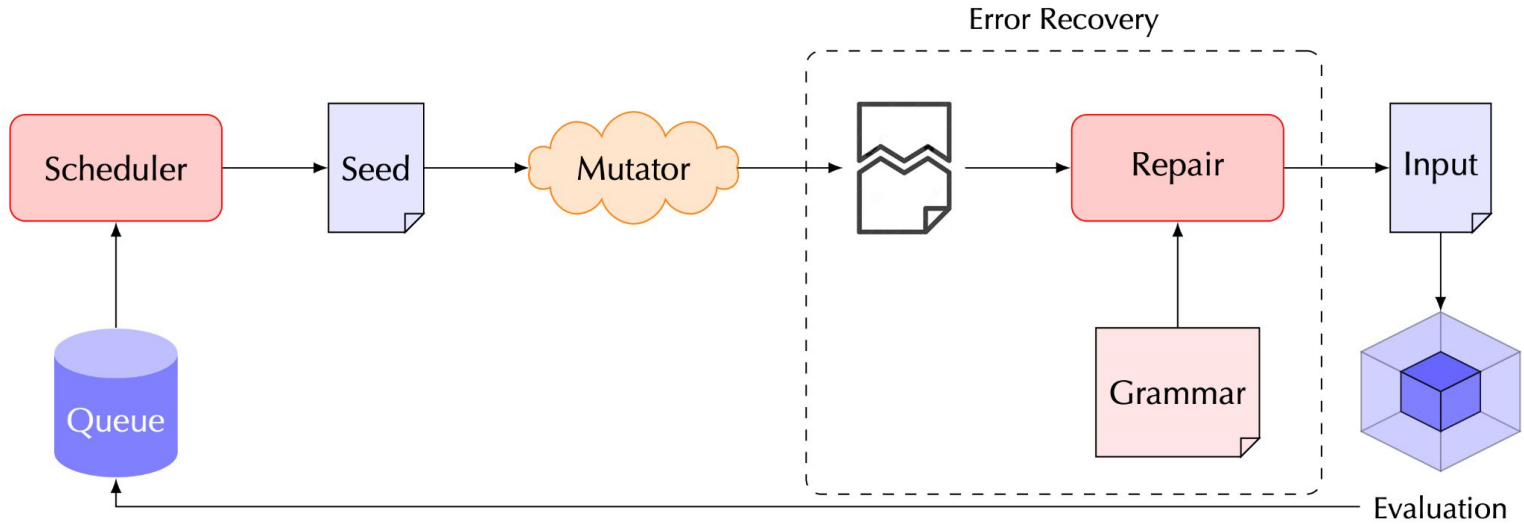 Error Recovery
Scheduler
Seed
Mutator
Repair
Input
Queue
Grammar
Evaluation